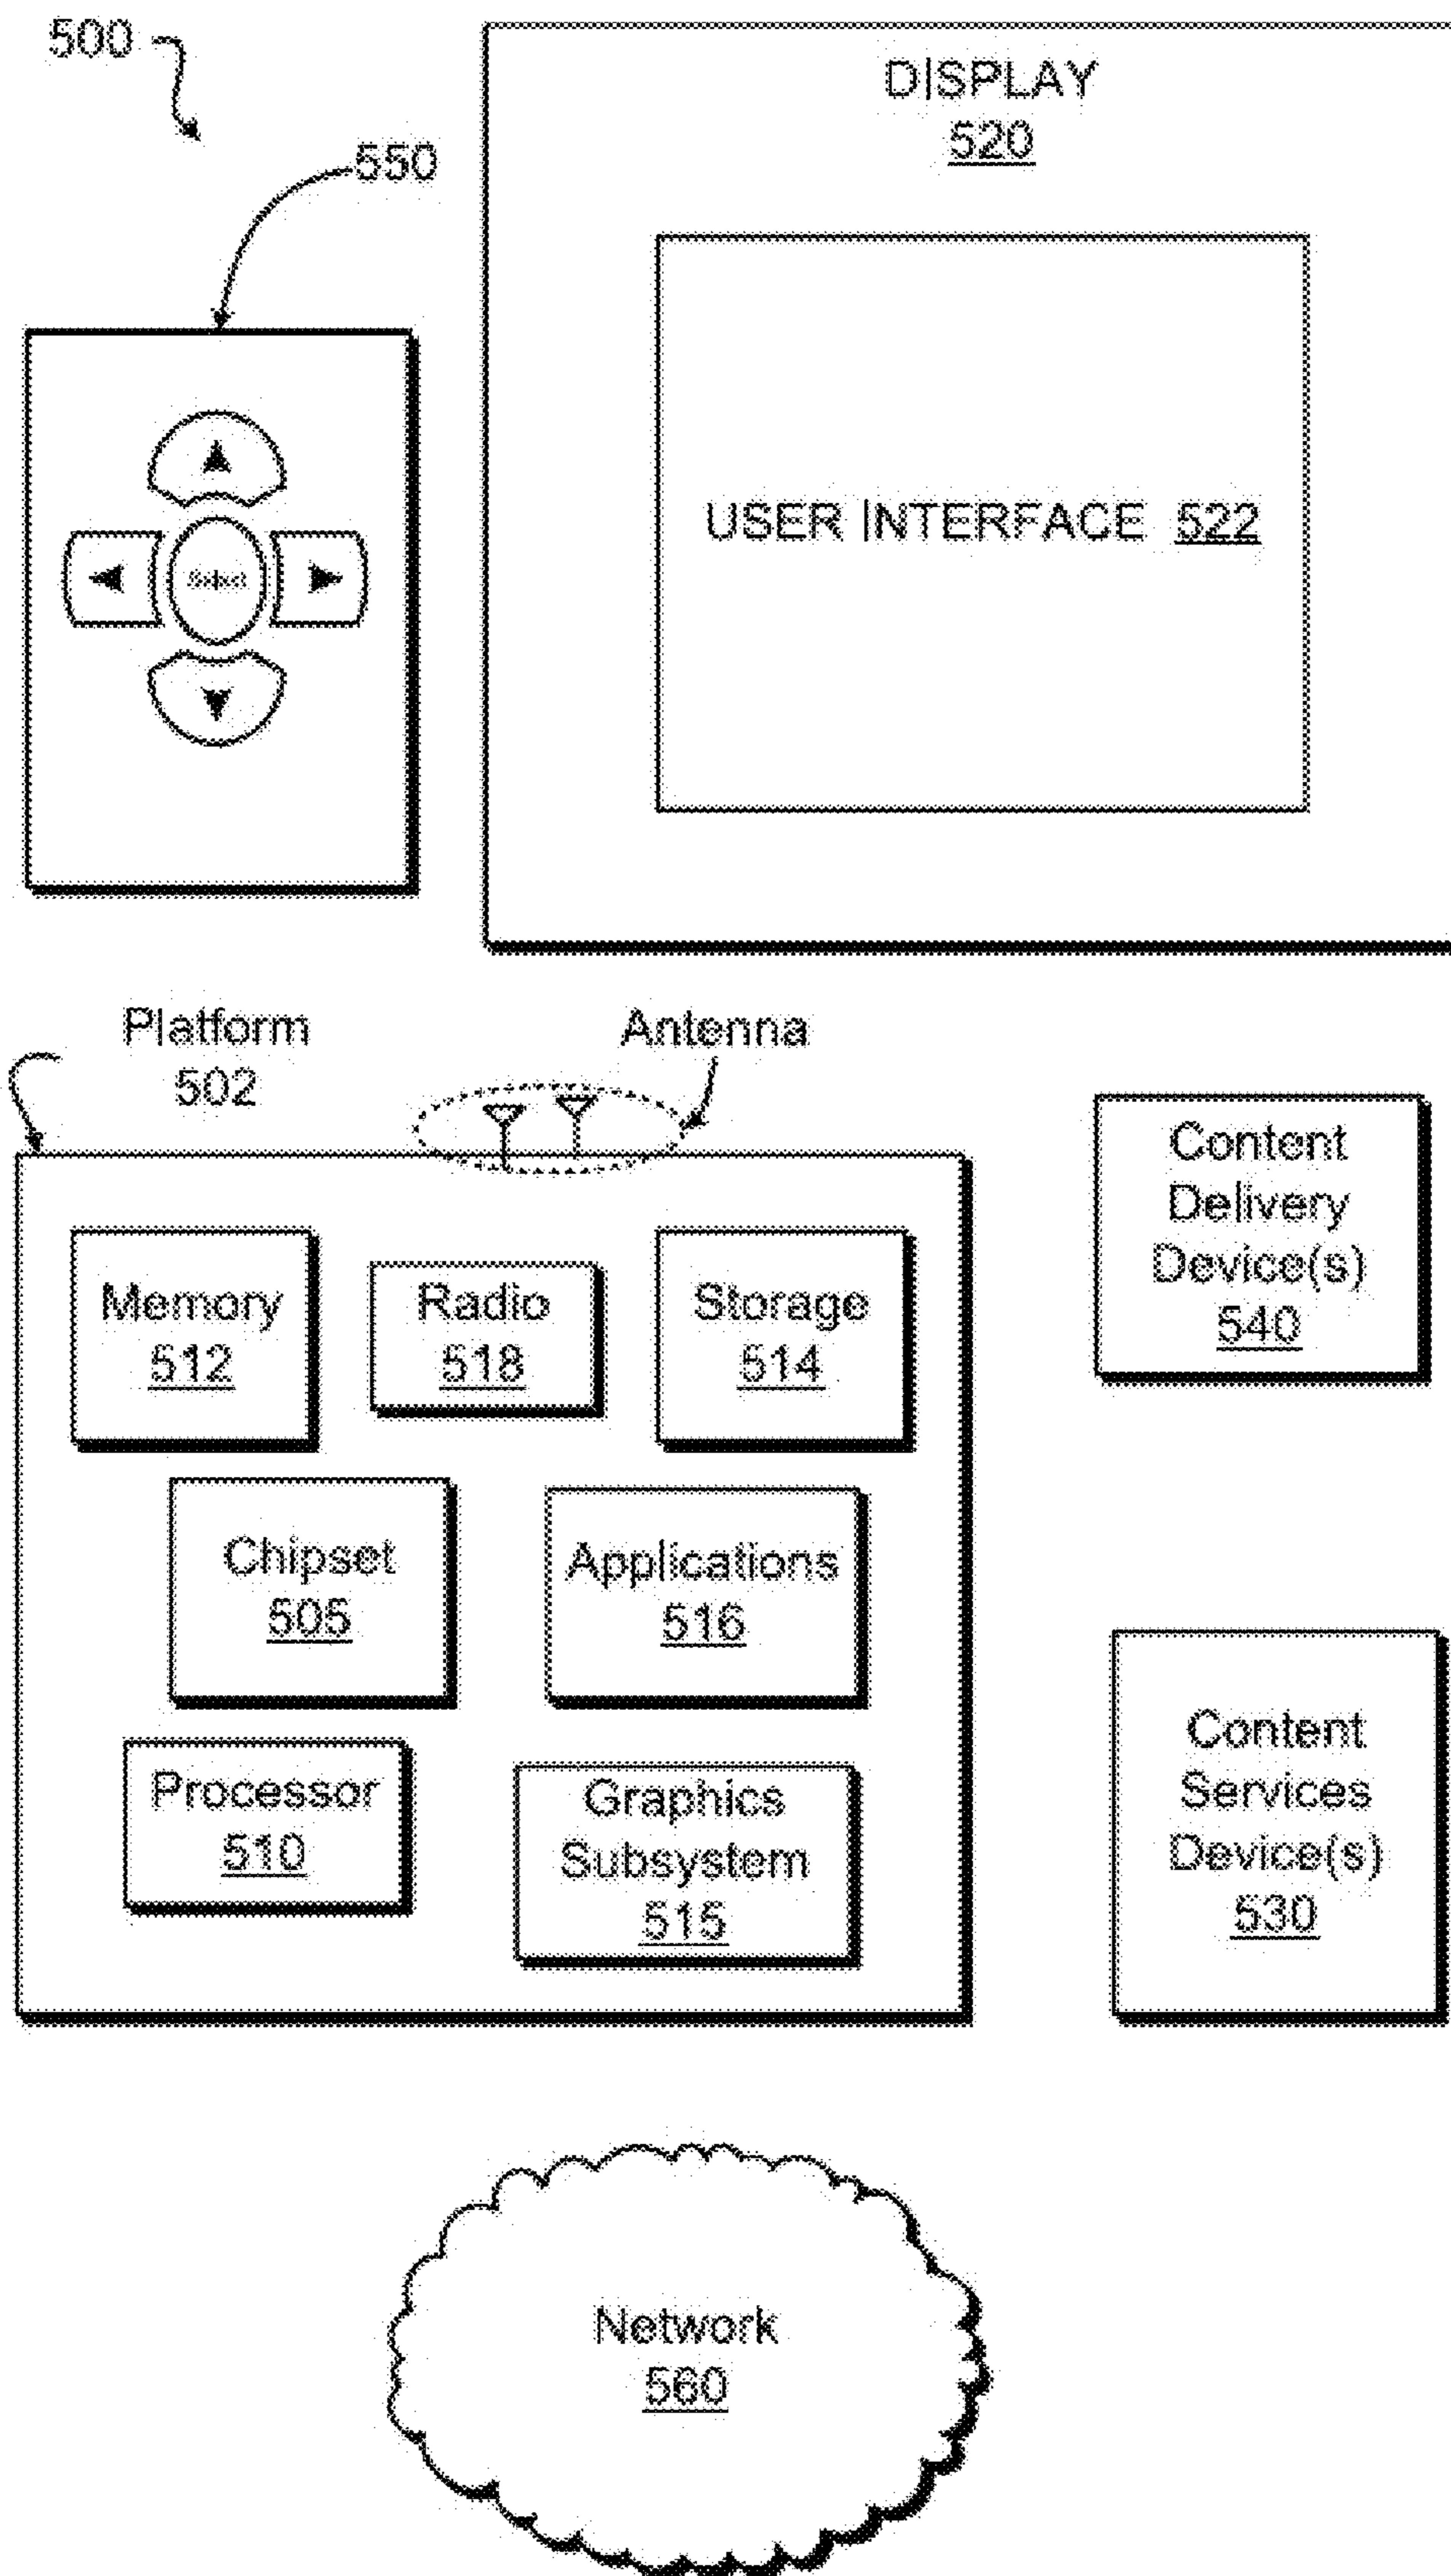 500
550
DISPLAY
520
USER INTERFACE 522
Select
Platform
502
Antenna
Memory
512
Radio
518
Storage
514
Chipset
505
Applications
516
Processor
510
Graphics
Subsystem
515
Content
Delivery
Device(s)
540
Content
Services
Device(s)
530
Network
560